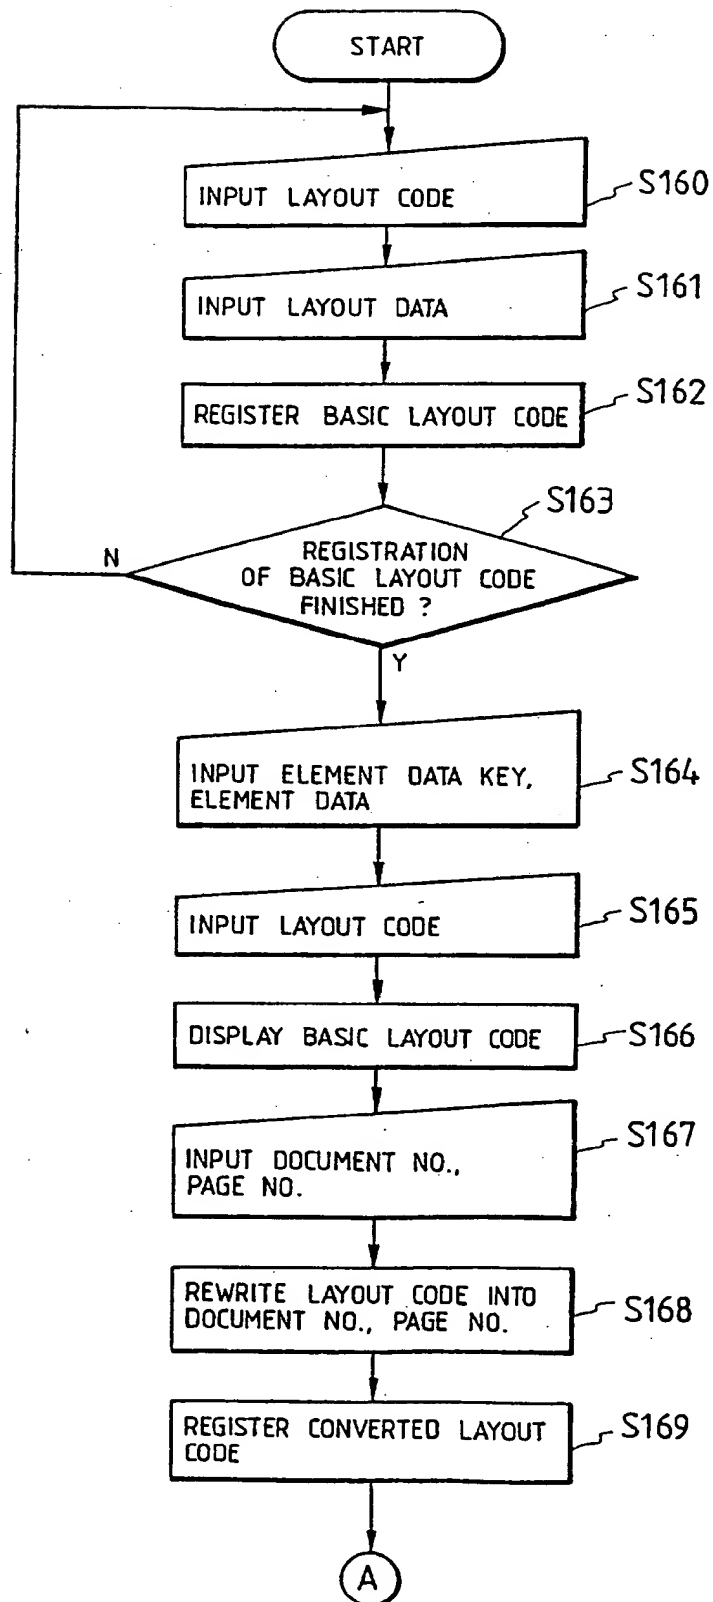 START
INPUT LAYOUT CODE
S160
INPUT LAYOUT DATA
S161
REGISTER BASIC LAYOUT CODE
S162
S163
REGISTRATION
OF BASIC LAYOUT CODE
FINISHED ?
N
Y
INPUT ELEMENT DATA KEY,
ELEMENT DATA
S164
INPUT LAYOUT CODE
S165
DISPLAY BASIC LAYOUT CODE
S166
INPUT DOCUMENT NO.,
PAGE NO.
S167
REWRITE LAYOUT CODE INTO
DOCUMENT NO., PAGE NO.
S168
REGISTER CONVERTED LAYOUT
CODE
S169
A